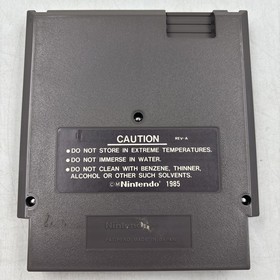 CAUTION REV-A
•DO NOT STORE IN EXTREME TEMPERATURES.
•DO NOT IMMERSE IN WATER.
•DO NOT CLEAN WITH BENZENE, THINNER,
ALCOHOL OR OTHER SUCH SOLVENTS.
©M Nintendo 1985
Nintendo